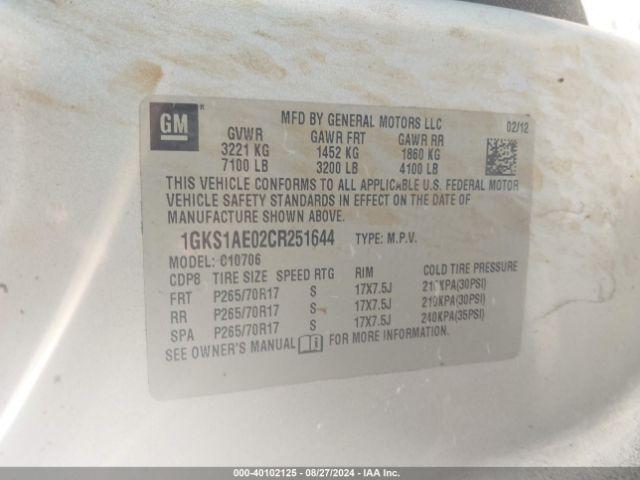 GM
MFD BY GENERAL MOTORS LLC 02/12
GVWR GAWR FRT GAWR RR
3221 KG 1452 KG 1860 KG
7100 LB 3200 LB 4100 LB
THIS VEHICLE CONFORMS TO ALL APPLICABLE U.S. FEDERAL MOTOR
VEHICLE SAFETY STANDARDS IN EFFECT ON THE DATE OF
MANUFACTURE SHOWN ABOVE.
1GKS1AE02CR251644 TYPE: M.P.V.
MODEL: C10706
CDP8 TIRE SIZE SPEED RTG RIM COLD TIRE PRESSURE
FRT P265/70R17 S 17X7.5J 210KPA(30PSI)
RR P265/70R17 S 17X7.5J 210KPA(30PSI)
SPA P265/70R17 S 17X7.5J 240KPA(35PSI)
SEE OWNER'S MANUAL i FOR MORE INFORMATION.
000-40102125 - 08/27/2024 - IAA Inc.